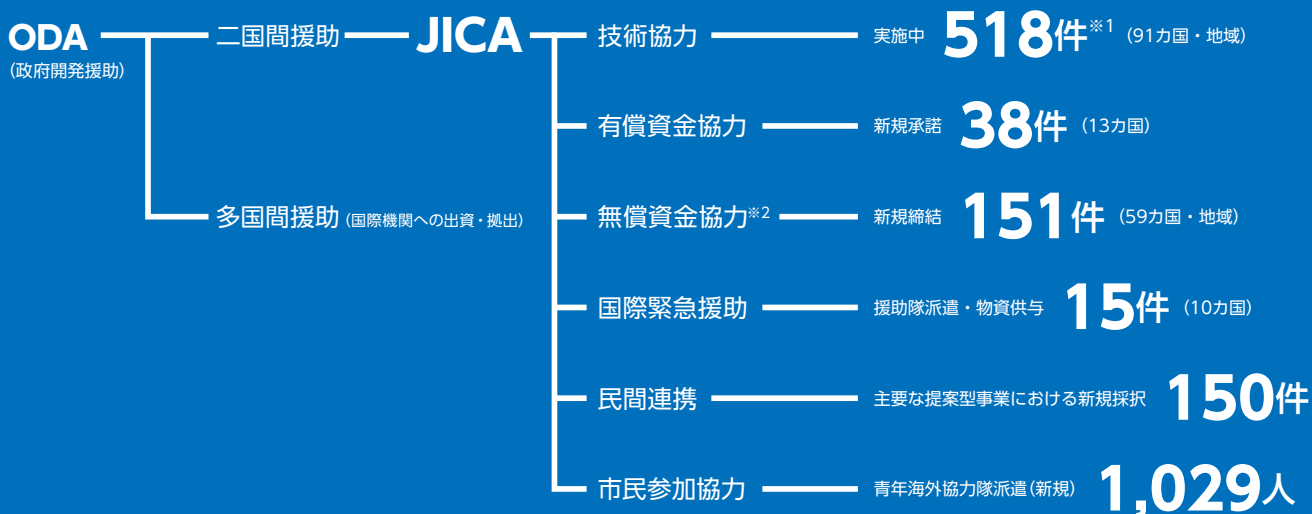 ODA 二国間援助 JICA 技術協力 実施中 518件※1 (91カ国・地域)
(政府開発援助)
有償資金協力 新規承諾 38件 (13カ国)
多国間援助 (国際機関への出資・拠出) 無償資金協力※2 新規締結 151件 (59カ国・地域)
国際緊急援助 援助隊派遣・物資供与 15件 (10カ国)
民間連携 主要な提案型事業における新規採択 150件
市民参加協力 青年海外協力隊派遣(新規) 1,029人